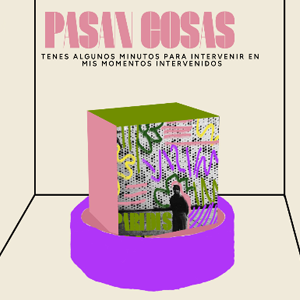 PASAN COSAS
TENES ALGUNOS MINUTOS PARA INTERVENIR EN
MIS MOMENTOS INTERVENIDOS